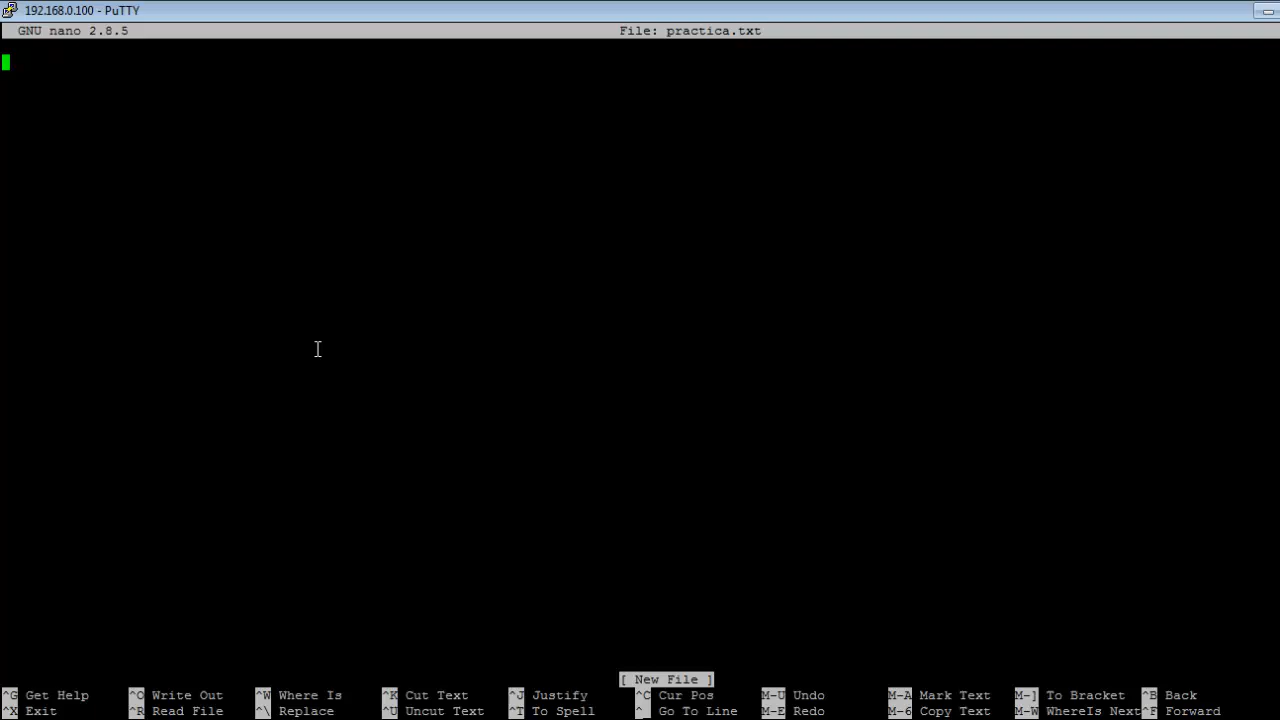 192.168.0.100 - PuTTY
GNU nano 2.8.5 File: practica.txt
[ New File ]
^G Get Help ^O Write Out ^W Where Is ^K Cut Text ^J Justify ^C Cur Pos M-U Undo M-A Mark Text M-] To Bracket ^B Back
^X Exit ^R Read File ^\ Replace ^U Uncut Text ^T To Spell ^_ Go To Line M-E Redo M-6 Copy Text M-W WhereIs Next ^F Forward